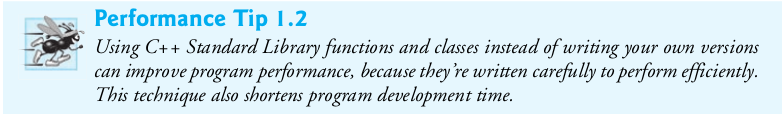 Performance Tip 1.2
Using C++ Standard Library functions and classes instead of writing your own versions
can improve program performance, because they’re written carefully to perform efficiently.
This technique also shortens program development time.